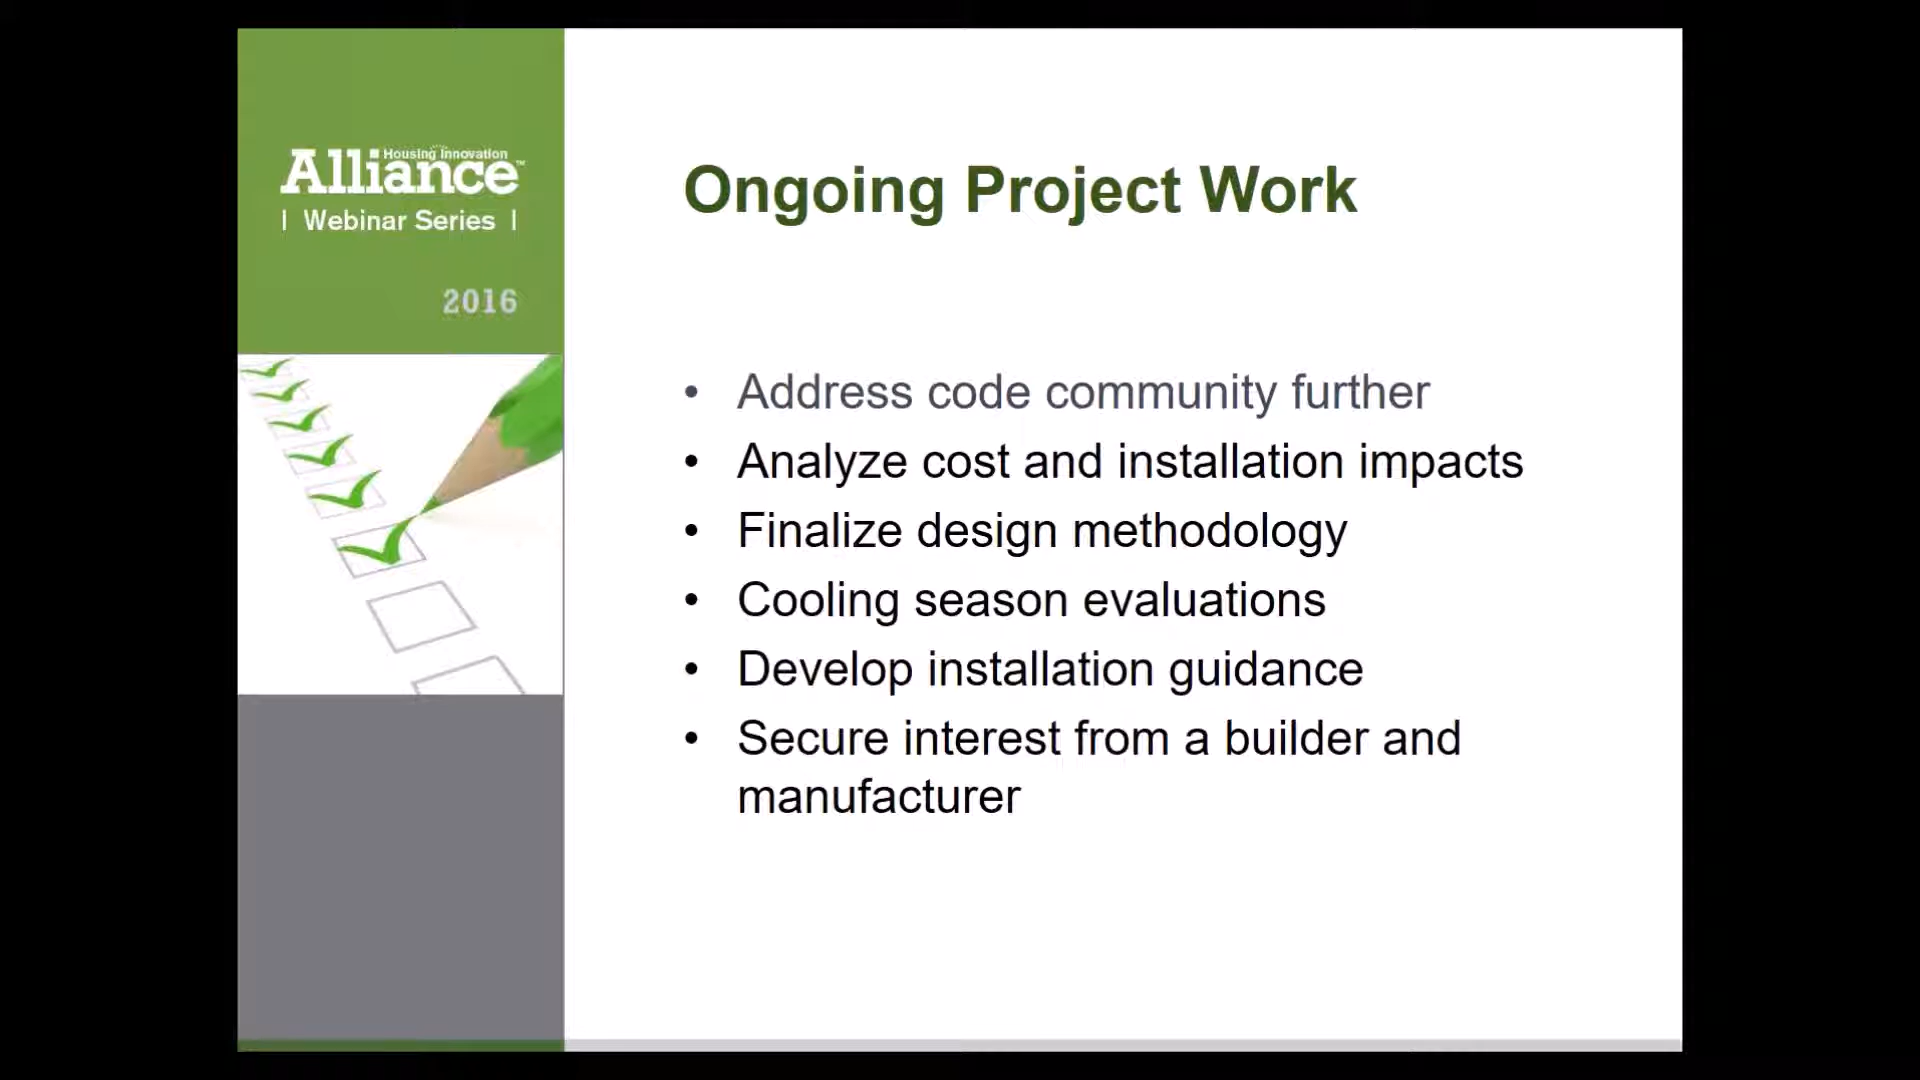 Housing Innovation
Alliance™
| Webinar Series |
2016
Ongoing Project Work
• Address code community further
• Analyze cost and installation impacts
• Finalize design methodology
• Cooling season evaluations
• Develop installation guidance
• Secure interest from a builder and
manufacturer